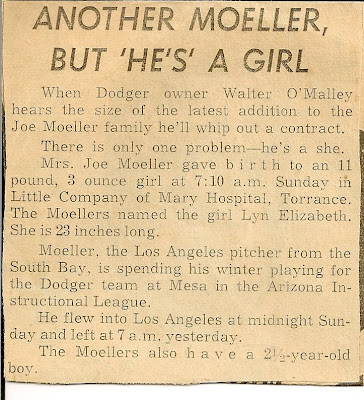 ANOTHER MOELLER,
BUT 'HE'S' A GIRL
When Dodger owner Walter O'Malley
hears the size of the latest addition to the
Joe Moeller family he'll whip out a contract.
There is only one problem—he's a she.
Mrs. Joe Moeller gave birth to an 11
pound, 3 ounce girl at 7:10 a.m. Sunday in
Little Company of Mary Hospital, Torrance.
The Moellers named the girl Lyn Elizabeth.
She is 23 inches long.
Moeller, the Los Angeles pitcher from the
South Bay, is spending his winter playing for
the Dodger team at Mesa in the Arizona In-
structional League.
He flew into Los Angeles at midnight Sun-
day and left at 7 a.m. yesterday.
The Moellers also have a 2½-year-old
boy.